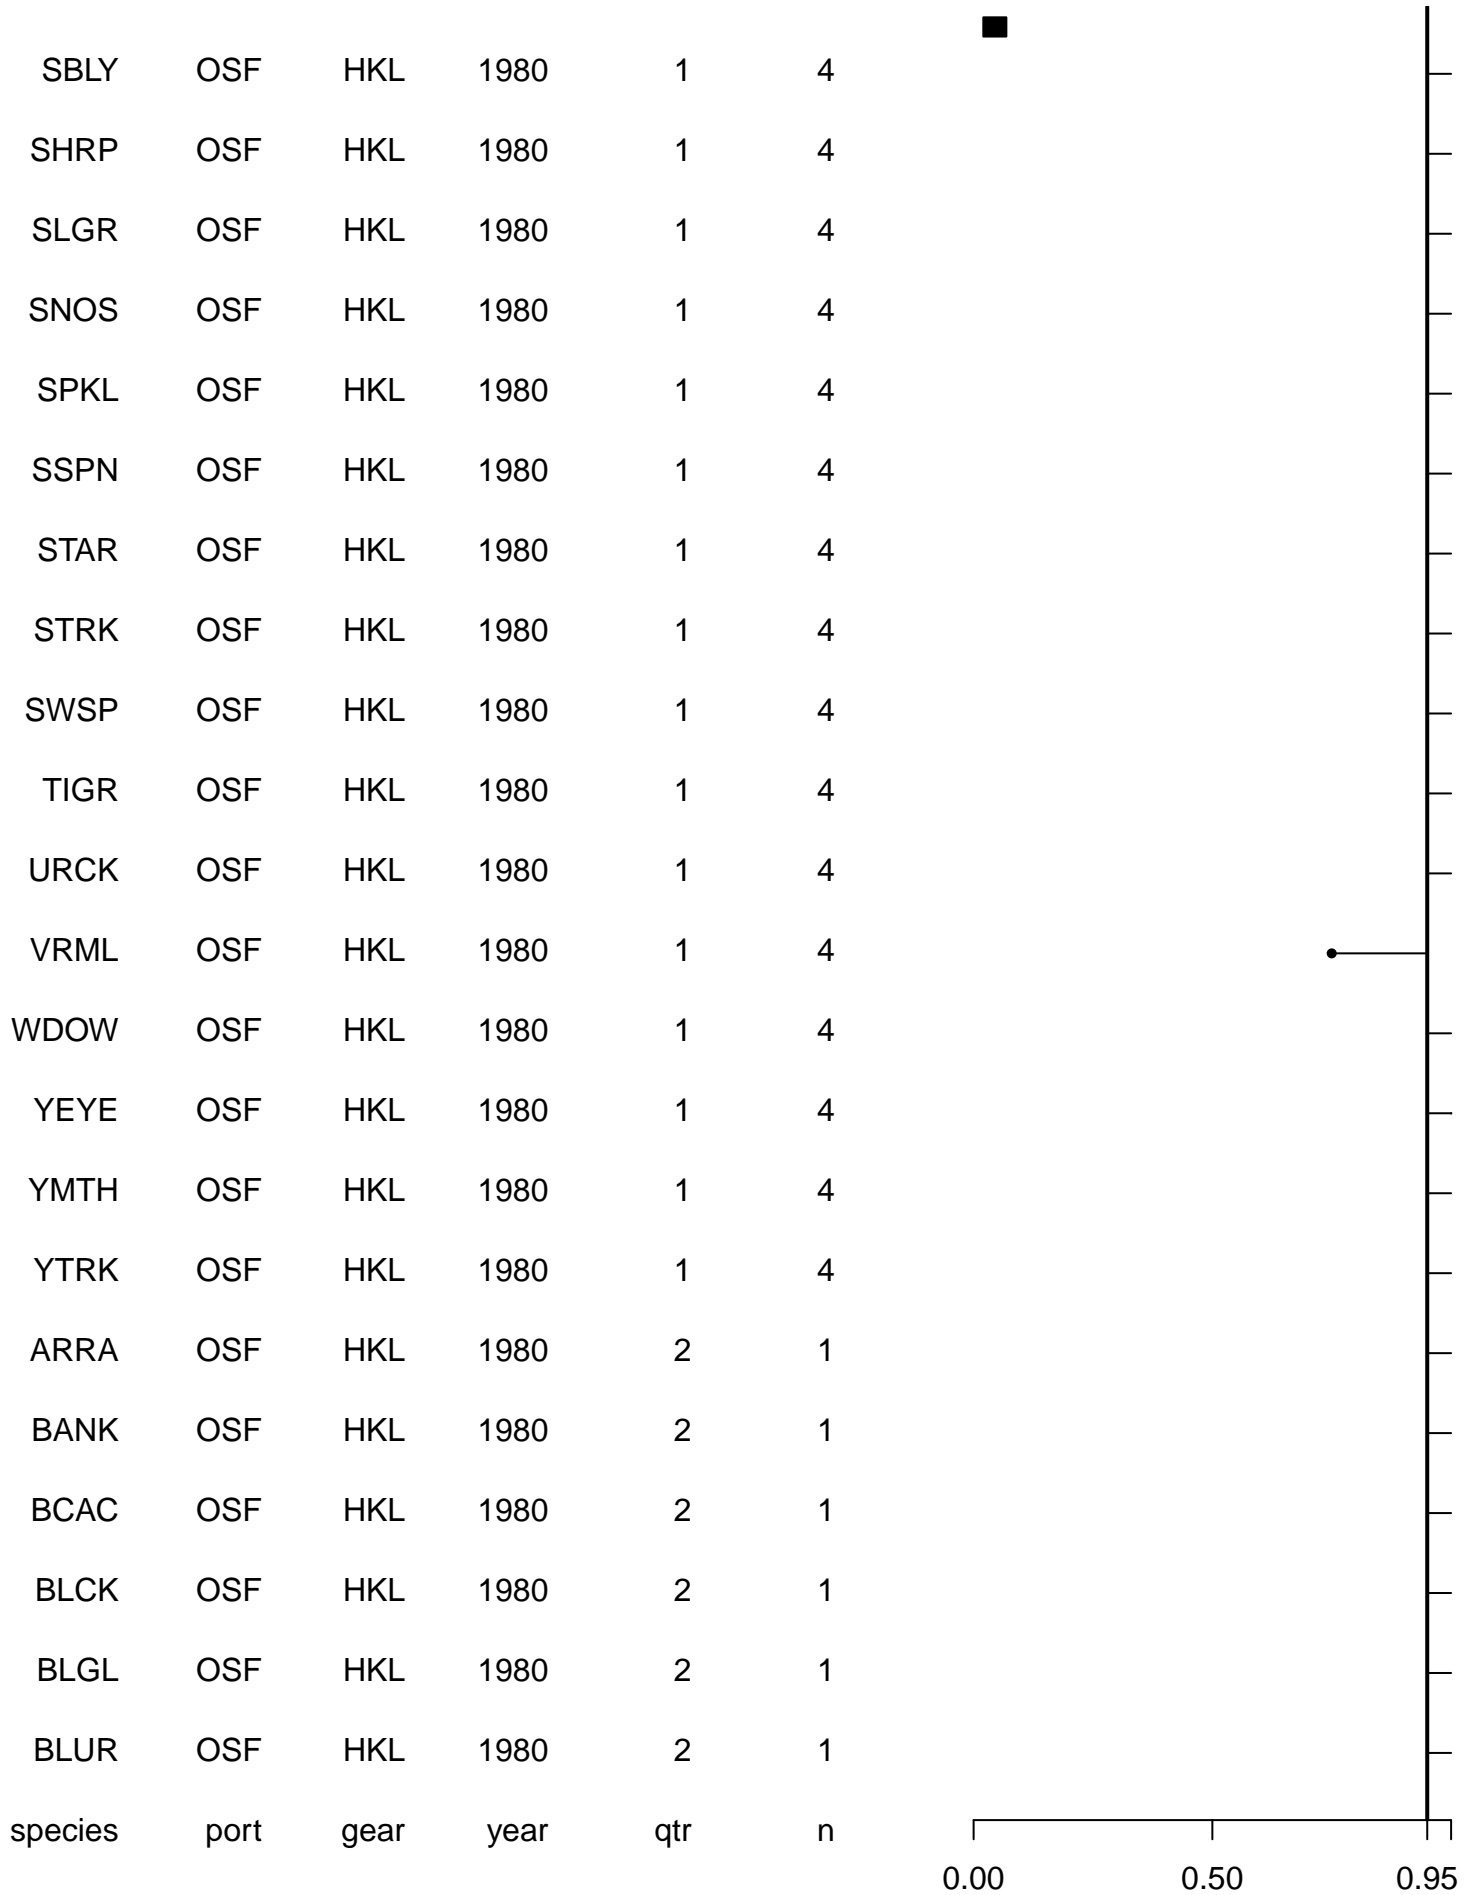 SBLY OSF HKL 1980 1 4
SHRP OSF HKL 1980 1 4
SLGR OSF HKL 1980 1 4
SNOS OSF HKL 1980 1 4
SPKL OSF HKL 1980 1 4
SSPN OSF HKL 1980 1 4
STAR OSF HKL 1980 1 4
STRK OSF HKL 1980 1 4
SWSP OSF HKL 1980 1 4
TIGR OSF HKL 1980 1 4
URCK OSF HKL 1980 1 4
VRML OSF HKL 1980 1 4
WDOW OSF HKL 1980 1 4
YEYE OSF HKL 1980 1 4
YMTH OSF HKL 1980 1 4
YTRK OSF HKL 1980 1 4
ARRA OSF HKL 1980 2 1
BANK OSF HKL 1980 2 1
BCAC OSF HKL 1980 2 1
BLCK OSF HKL 1980 2 1
BLGL OSF HKL 1980 2 1
BLUR OSF HKL 1980 2 1
species port gear year qtr n
0.00 0.50 0.95